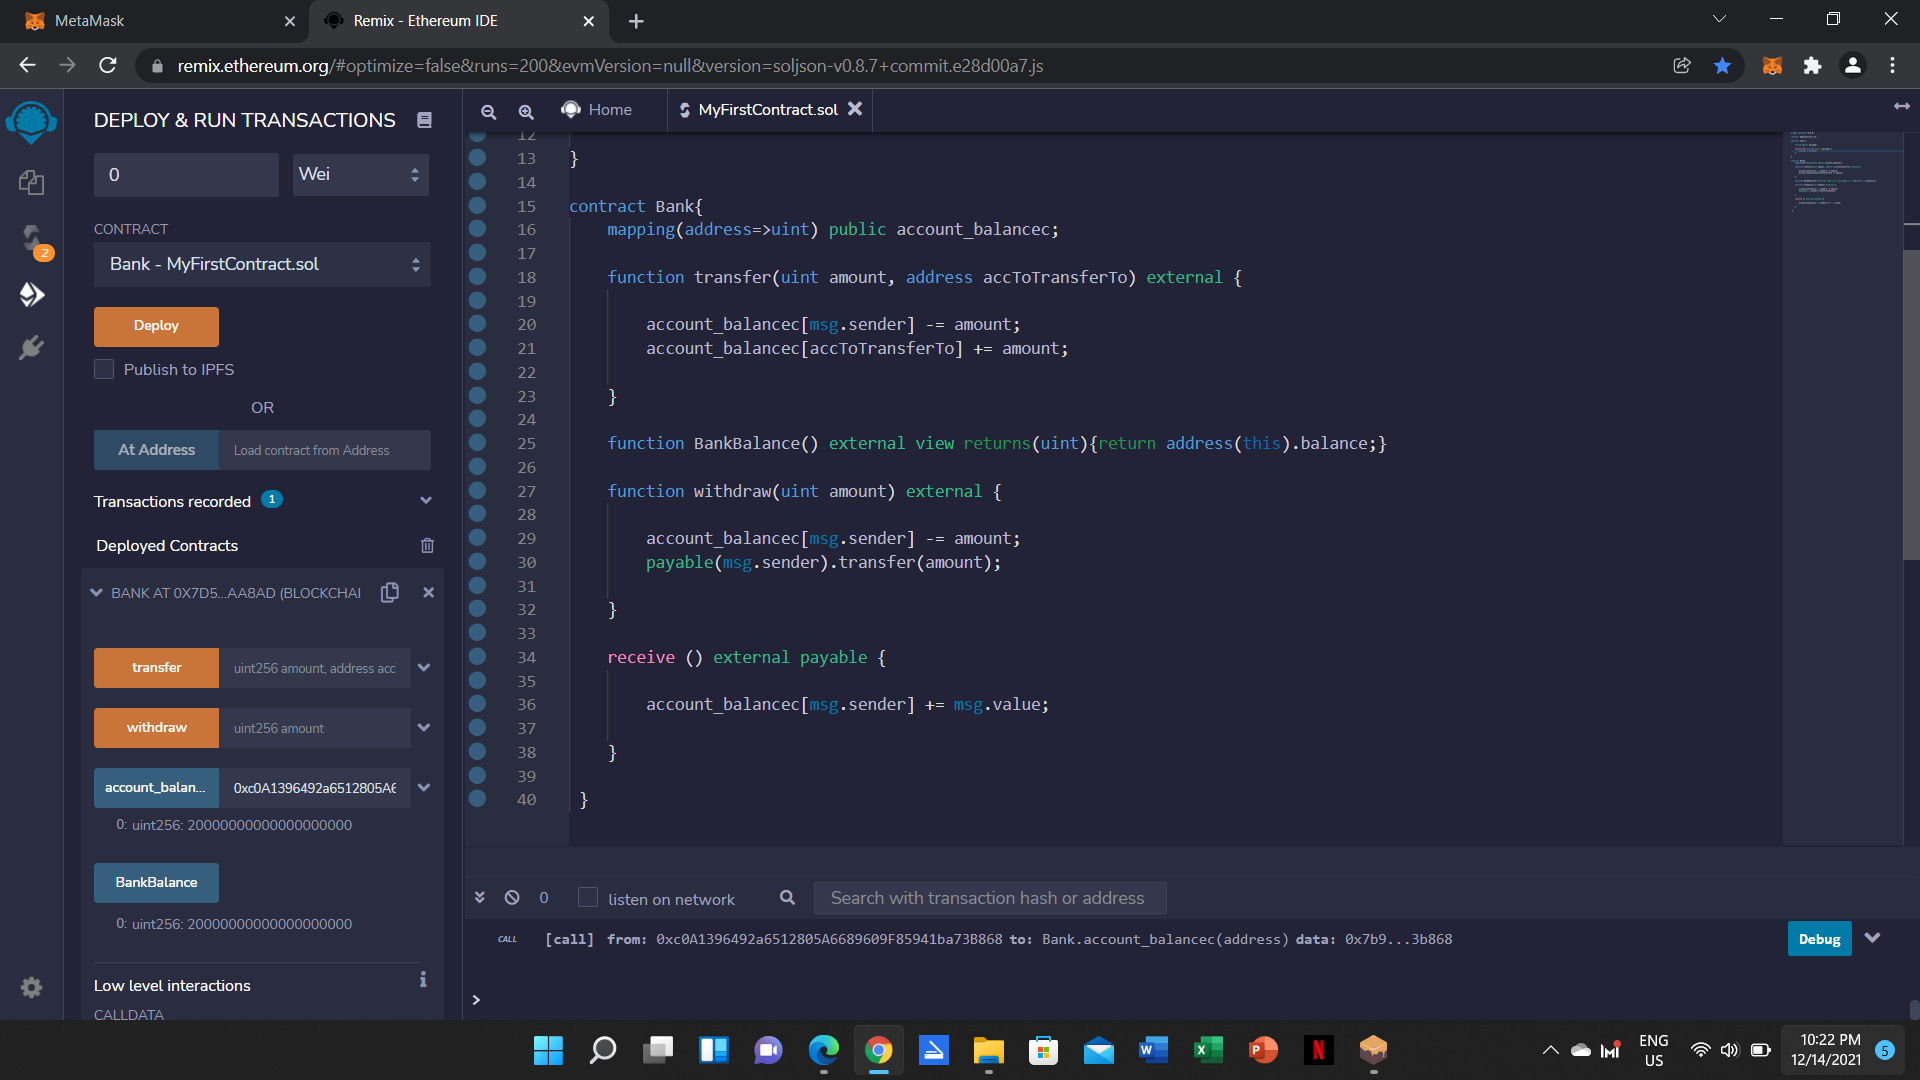 MetaMask
Remix - Ethereum IDE
remix.ethereum.org/#optimize=false&runs=200&evmVersion=null&version=soljson-v0.8.7+commit.e28d00a7.js
DEPLOY & RUN TRANSACTIONS
0
Wei
CONTRACT
Bank - MyFirstContract.sol
Deploy
Publish to IPFS
OR
At Address
Load contract from Address
Transactions recorded 1
Deployed Contracts
BANK AT 0X7D5...AA8AD (BLOCKCHAI
transfer
uint256 amount, address acc
withdraw
uint256 amount
account_balan...
0xc0A1396492a6512805A6
0: uint256: 20000000000000000000
BankBalance
0: uint256: 20000000000000000000
Low level interactions
CALLDATA
2
Home
MyFirstContract.sol
12
13 }
14
15 contract Bank{
16 mapping(address=>uint) public account_balancec;
17
18 function transfer(uint amount, address accToTransferTo) external {
19
20 account_balancec[msg.sender] -= amount;
21 account_balancec[accToTransferTo] += amount;
22
23 }
24
25 function BankBalance() external view returns(uint){return address(this).balance;}
26
27 function withdraw(uint amount) external {
28
29 account_balancec[msg.sender] -= amount;
30 payable(msg.sender).transfer(amount);
31
32 }
33
34 receive () external payable {
35
36 account_balancec[msg.sender] += msg.value;
37
38 }
39
40 }
0
listen on network
Search with transaction hash or address
CALL
[call] from: 0xc0A1396492a6512805A6689609F85941ba73B868 to: Bank.account_balancec(address) data: 0x7b9...3b868
Debug
>
ENG
US
10:22 PM
12/14/2021
5